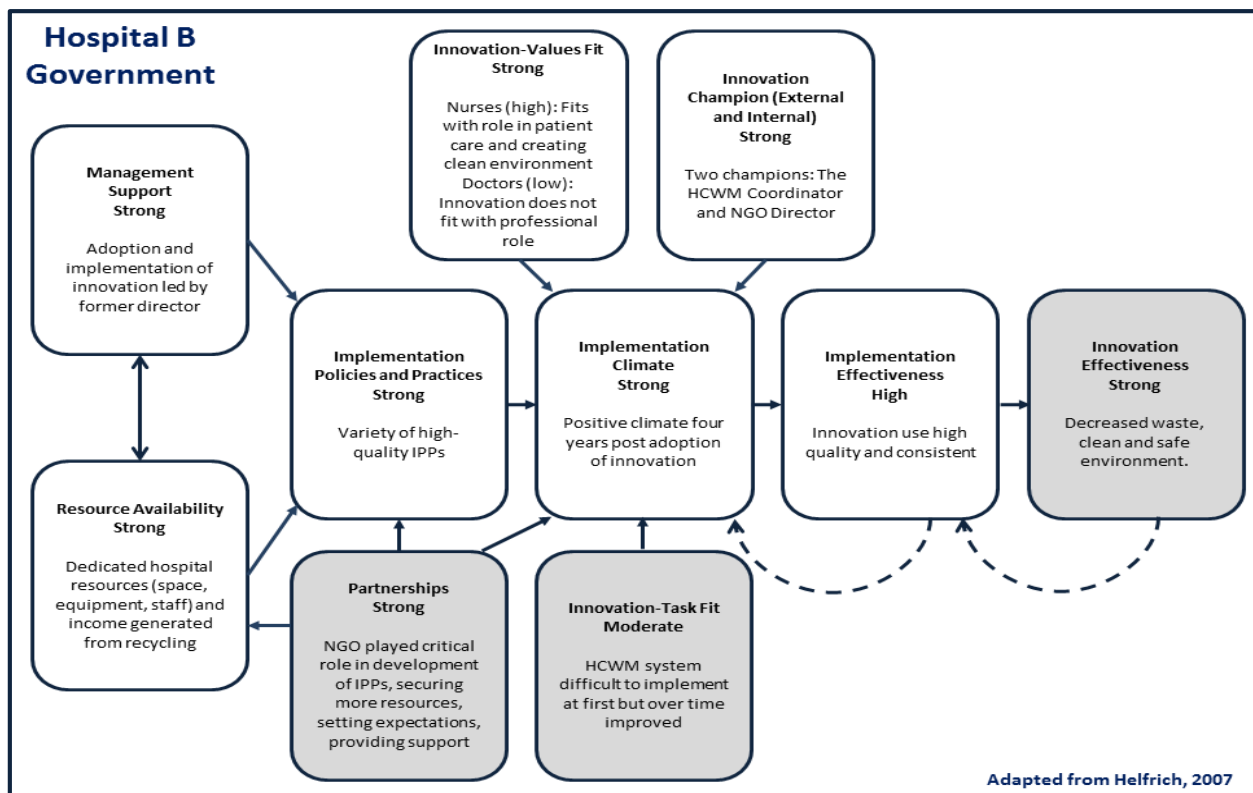 Hospital B
Government
Innovation-Values Fit
Strong
Nurses (high): Fits
with role in patient
care and creating
clean environment
Doctors (low):
Innovation does not
fit with professional
role
Innovation
Champion (External
and Internal)
Strong
Two champions: The
HCWM Coordinator
and NGO Director
Management
Support
Strong
Adoption and
implementation of
innovation led by
former director
Implementation
Policies and Practices
Strong
Variety of high-
quality IPPs
Implementation
Climate
Strong
Positive climate four
years post adoption
of innovation
Implementation
Effectiveness
High
Innovation use high
quality and consistent
Innovation
Effectiveness
Strong
Decreased waste,
clean and safe
environment.
Resource Availability
Strong
Dedicated hospital
resources (space,
equipment, staff) and
income generated
from recycling
Partnerships
Strong
NGO played critical
role in development
of IPPs, securing
more resources,
setting expectations,
providing support
Innovation-Task Fit
Moderate
HCWM system
difficult to implement
at first but over time
improved
Adapted from Helfrich, 2007